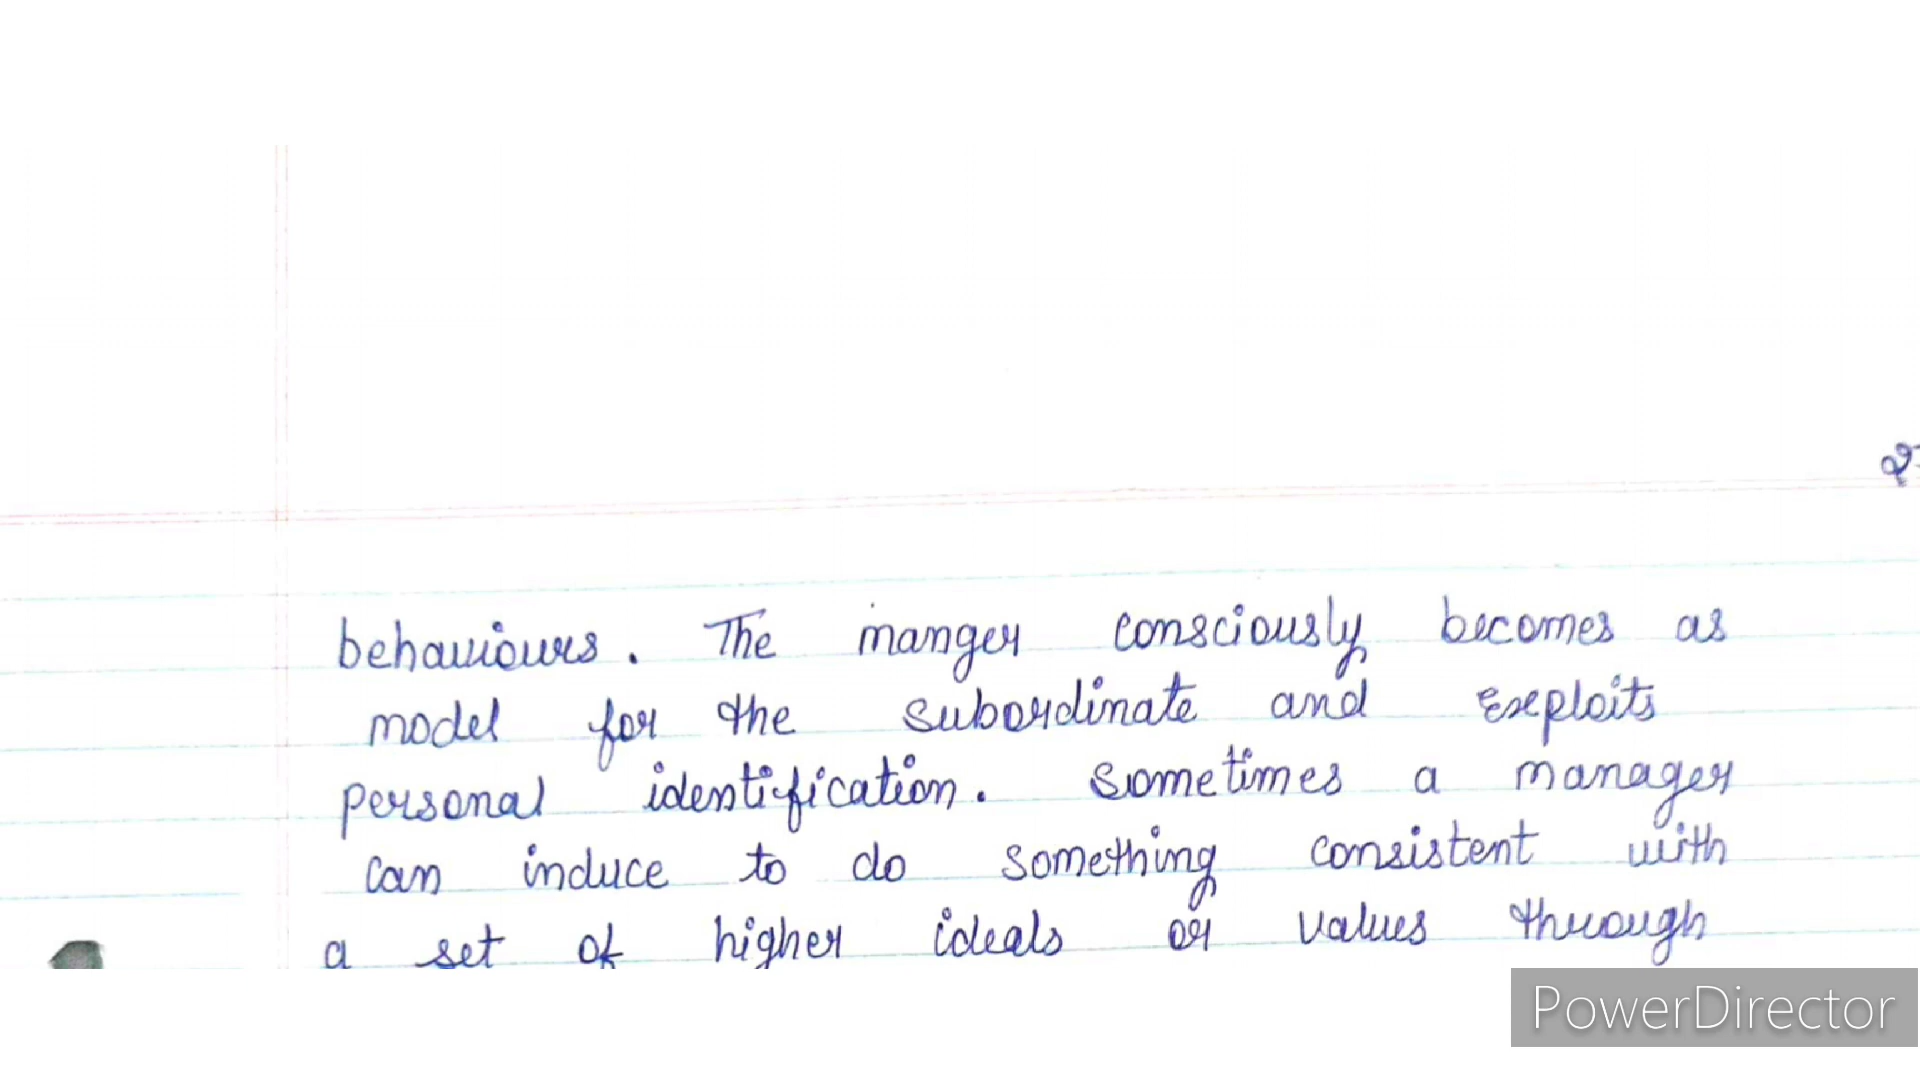 behaviours. The manger consciously becomes as
model for the subordinate and exploits
personal identification. Sometimes a manager
can induce to do something consistent with
a set of higher ideals or values through
PowerDirector